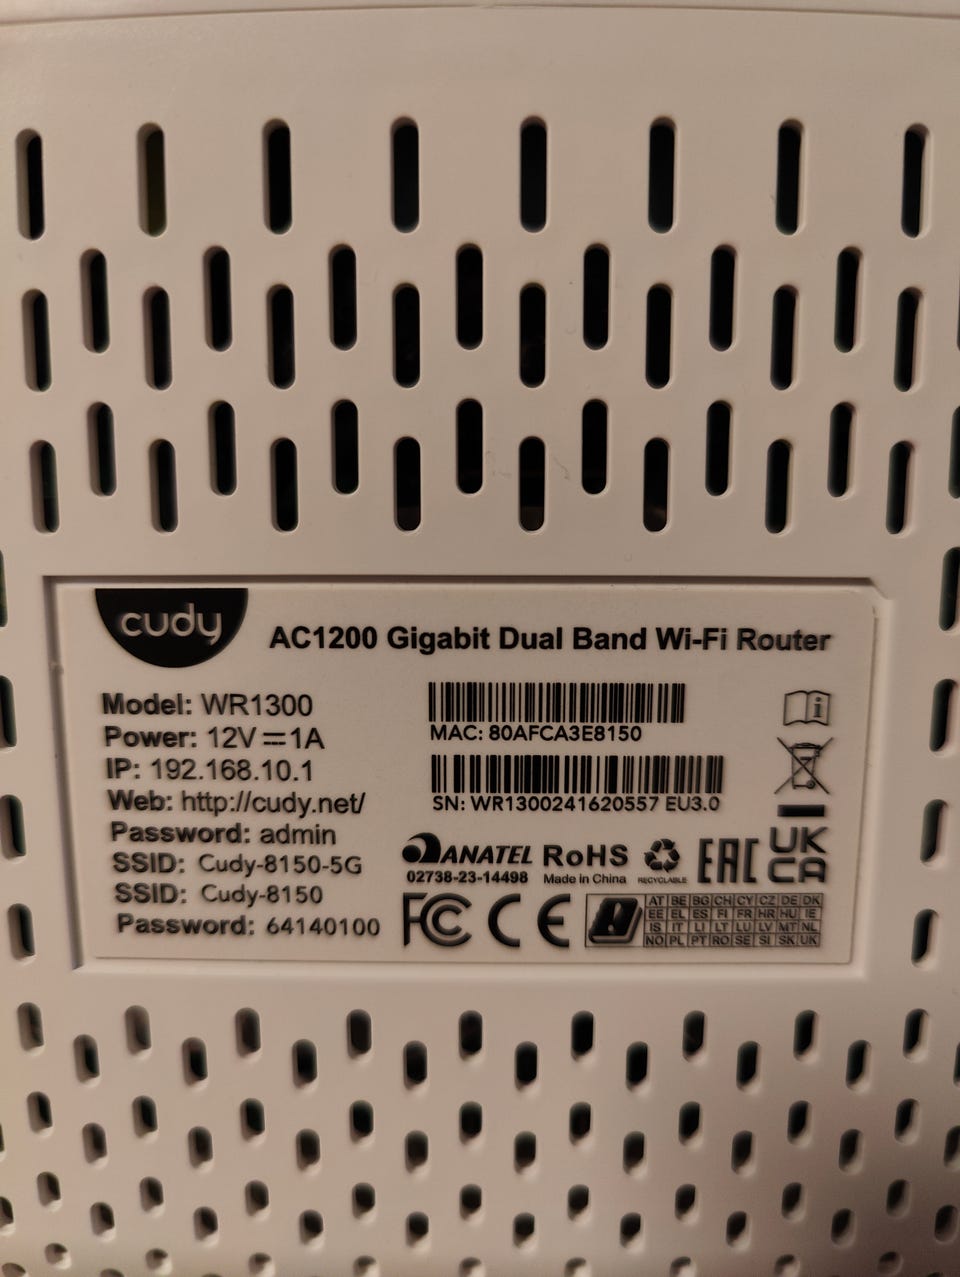 cudy
AC1200 Gigabit Dual Band Wi-Fi Router
Model: WR1300
Power: 12V⎓1A
IP: 192.168.10.1
Web: http://cudy.net/
Password: admin
SSID: Cudy-8150-5G
SSID: Cudy-8150
Password: 64140100
MAC: 80AFCA3E8150
SN: WR1300241620557 EU3.0
ANATEL
02738-23-14498
RoHS
Made in China
RECYCLABLE
EAC
UK
CA
FC CE
AT BE BG CH CY CZ DE DK
EE EL ES FI FR HR HU IE
IS IT LI LT LU LV MT NL
NO PL PT RO SE SI SK UK